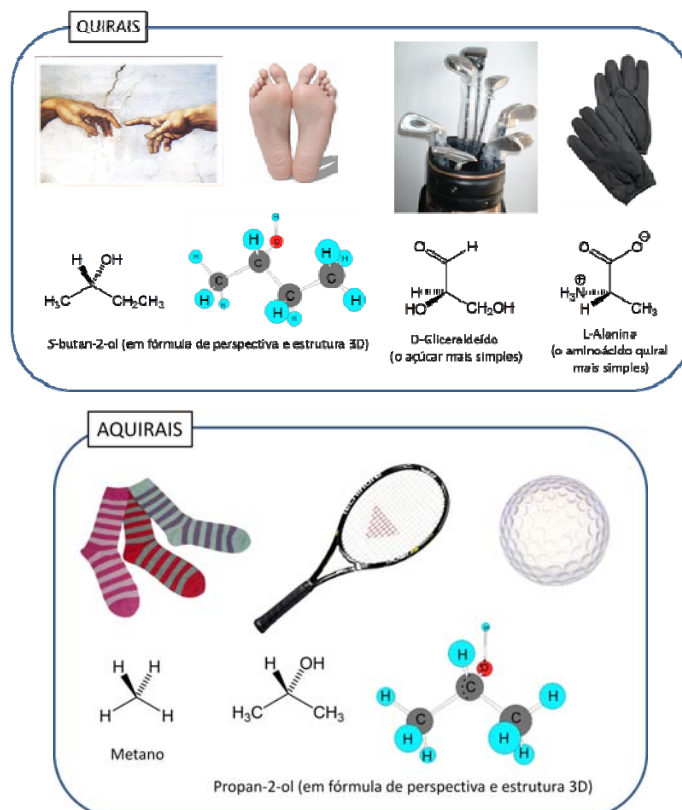 QUIRAIS
H OH
H₃C CH₂CH₃
H
H O
H C H
H C C C H
H H H H H
S-butan-2-ol (em fórmula de perspectiva e estrutura 3D)
O H
H
HO CH₂OH
D-Gliceraldeído
(o açúcar mais simples)
O O⊖
H₃N⊕
H CH₃
L-Alanina
(o aminoácido quiral
mais simples)
AQUIRAIS
H H
H H
Metano
H OH
H₃C CH₃
H
H C H
C C
H H H H
Propan-2-ol (em fórmula de perspectiva e estrutura 3D)